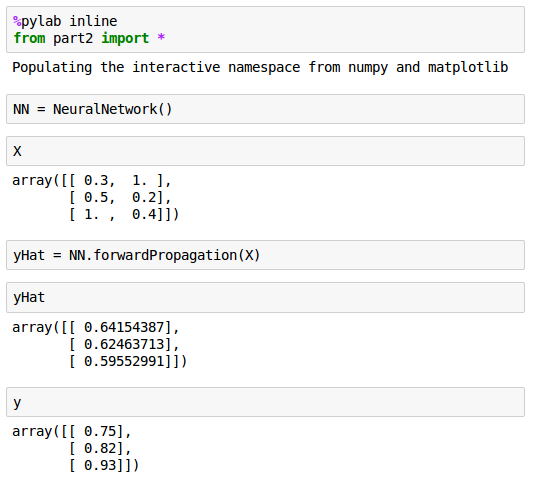 %pylab inline
from part2 import *
Populating the interactive namespace from numpy and matplotlib
NN = NeuralNetwork()
X
array([[ 0.3,  1. ],
       [ 0.5,  0.2],
       [ 1. ,  0.4]])
yHat = NN.forwardPropagation(X)
yHat
array([[ 0.64154387],
       [ 0.62463713],
       [ 0.59552991]])
y
array([[ 0.75],
       [ 0.82],
       [ 0.93]])